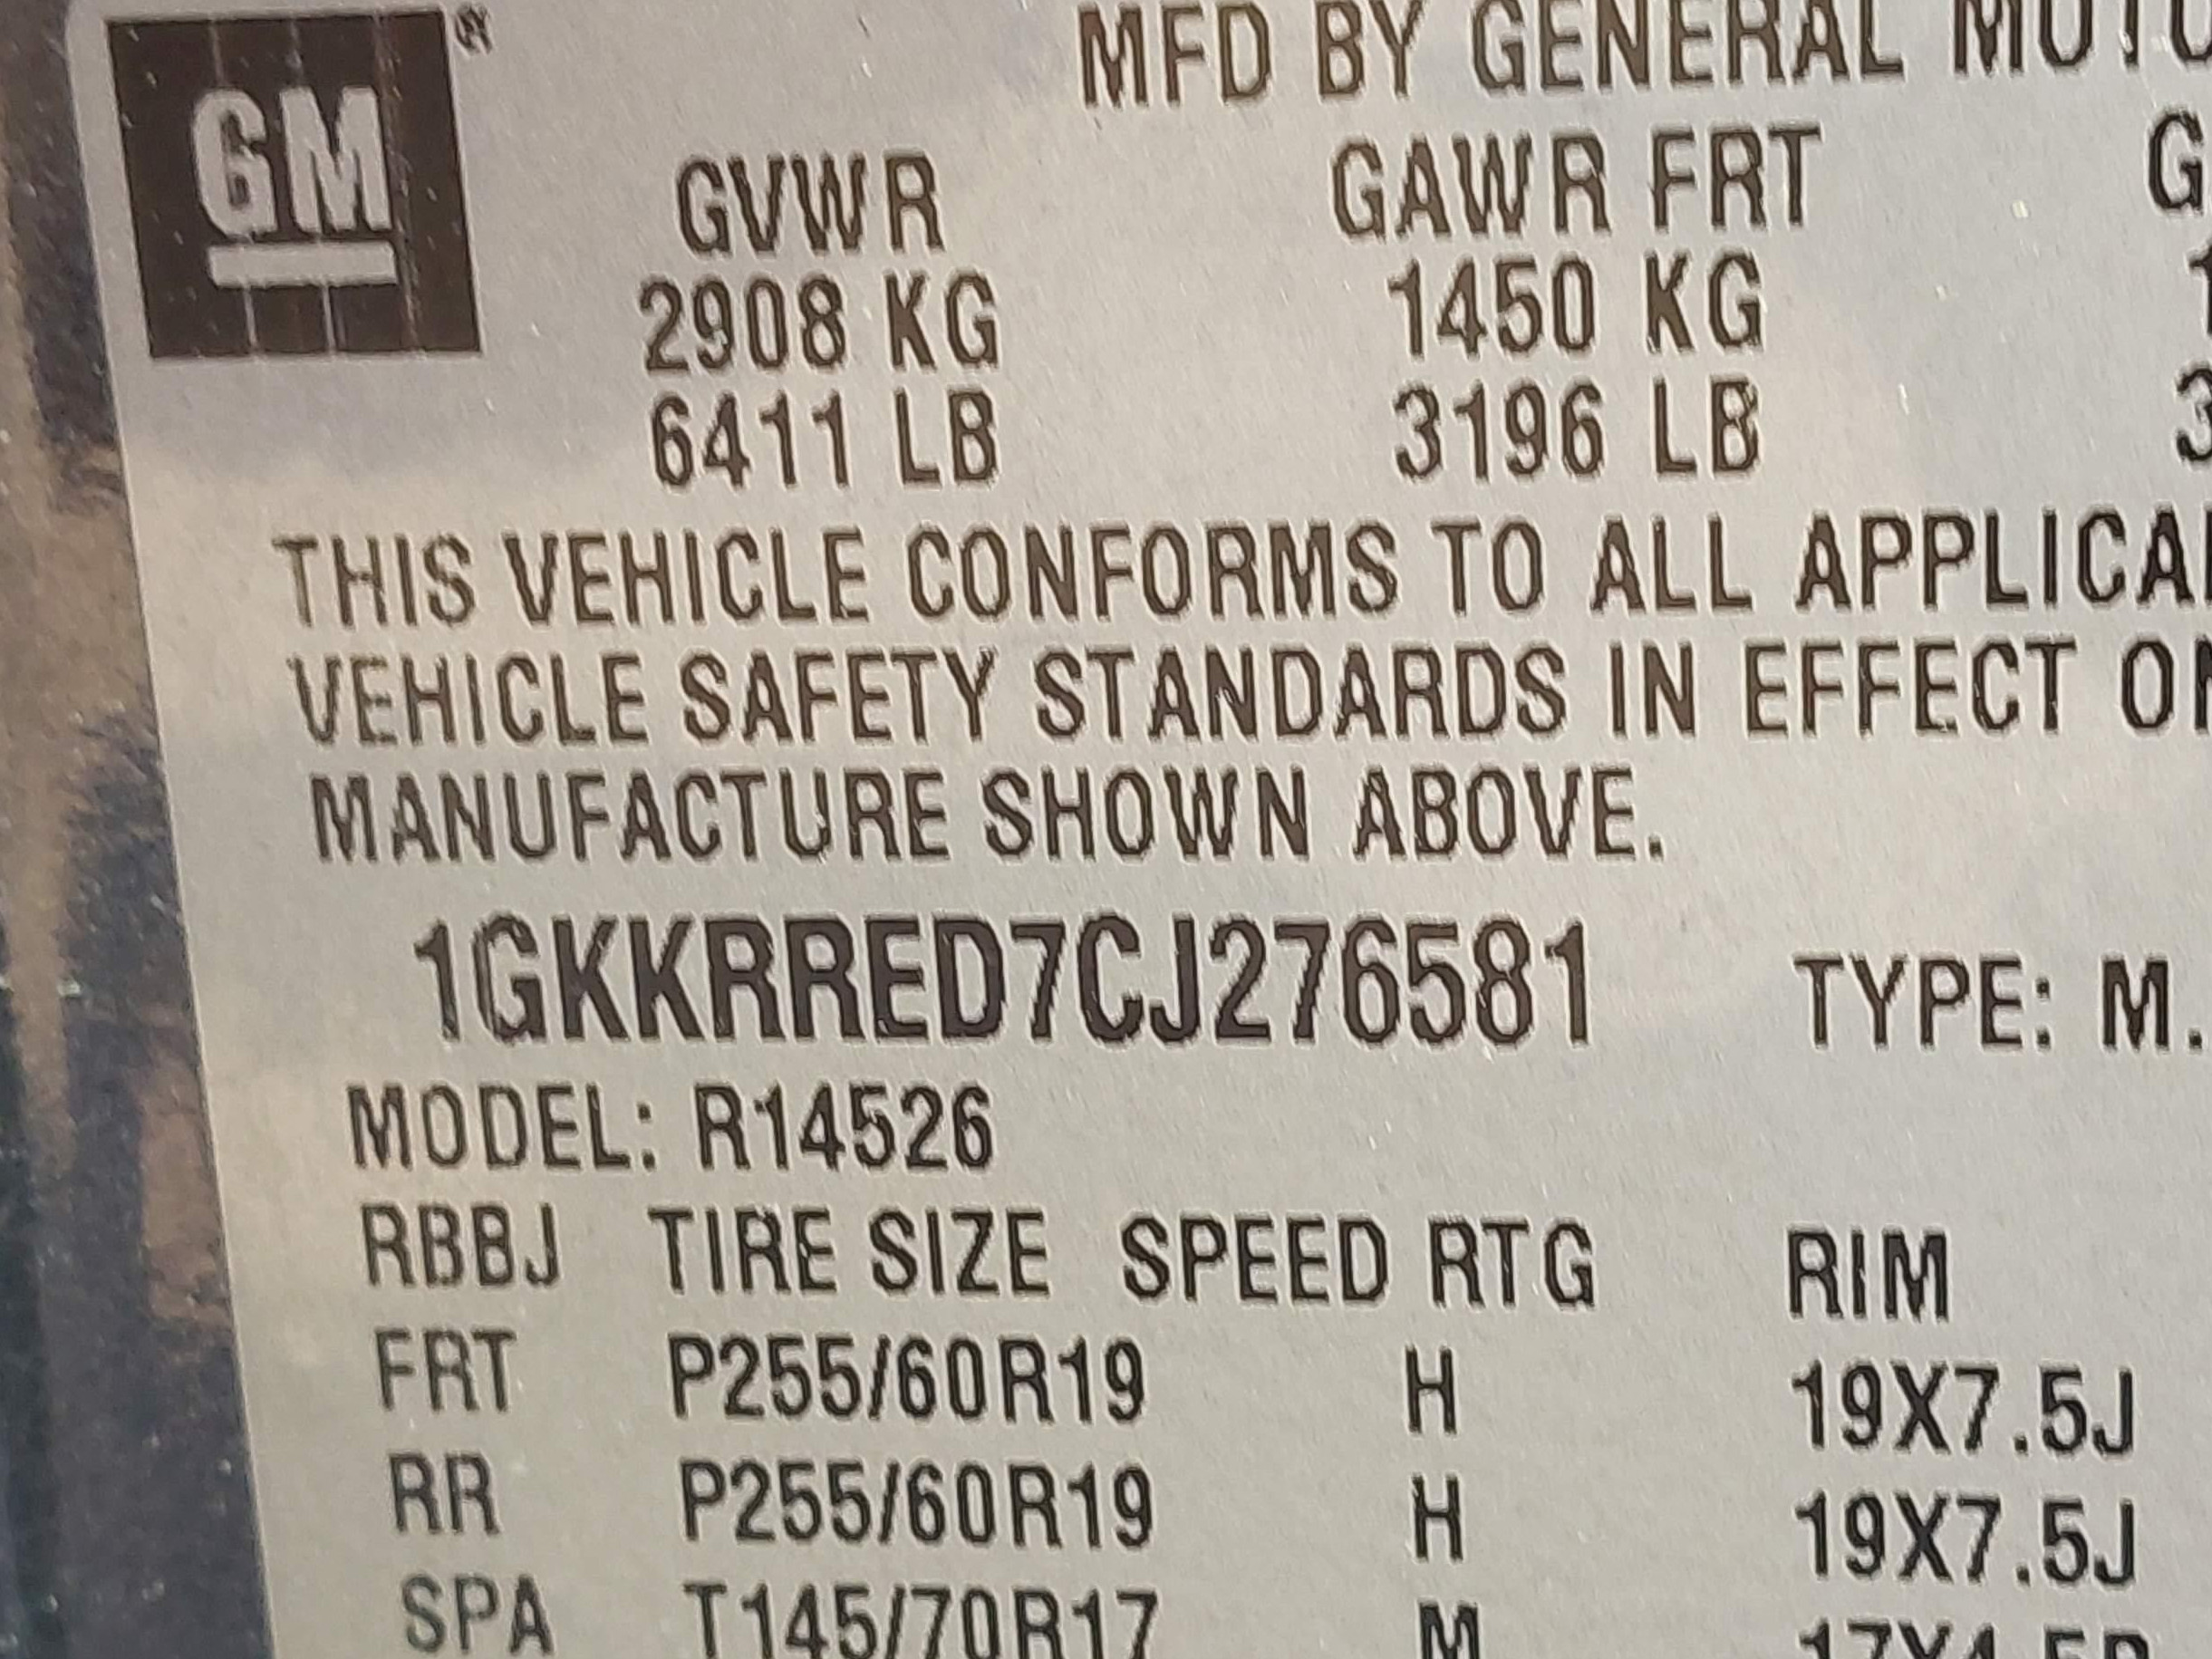 GM®
MFD BY GENERAL
GVWR GAWR FRT
2908 KG 1450 KG
6411 LB 3196 LB
THIS VEHICLE CONFORMS TO ALL
VEHICLE SAFETY STANDARDS IN EFFECT
MANUFACTURE SHOWN ABOVE.
1GKKRRED7CJ276581 TYPE: M.
MODEL: R14526
RBBJ TIRE SIZE SPEED RTG RIM
FRT P255/60R19 H 19X7.5J
RR P255/60R19 H 19X7.5J
SPA T145/70R17 M